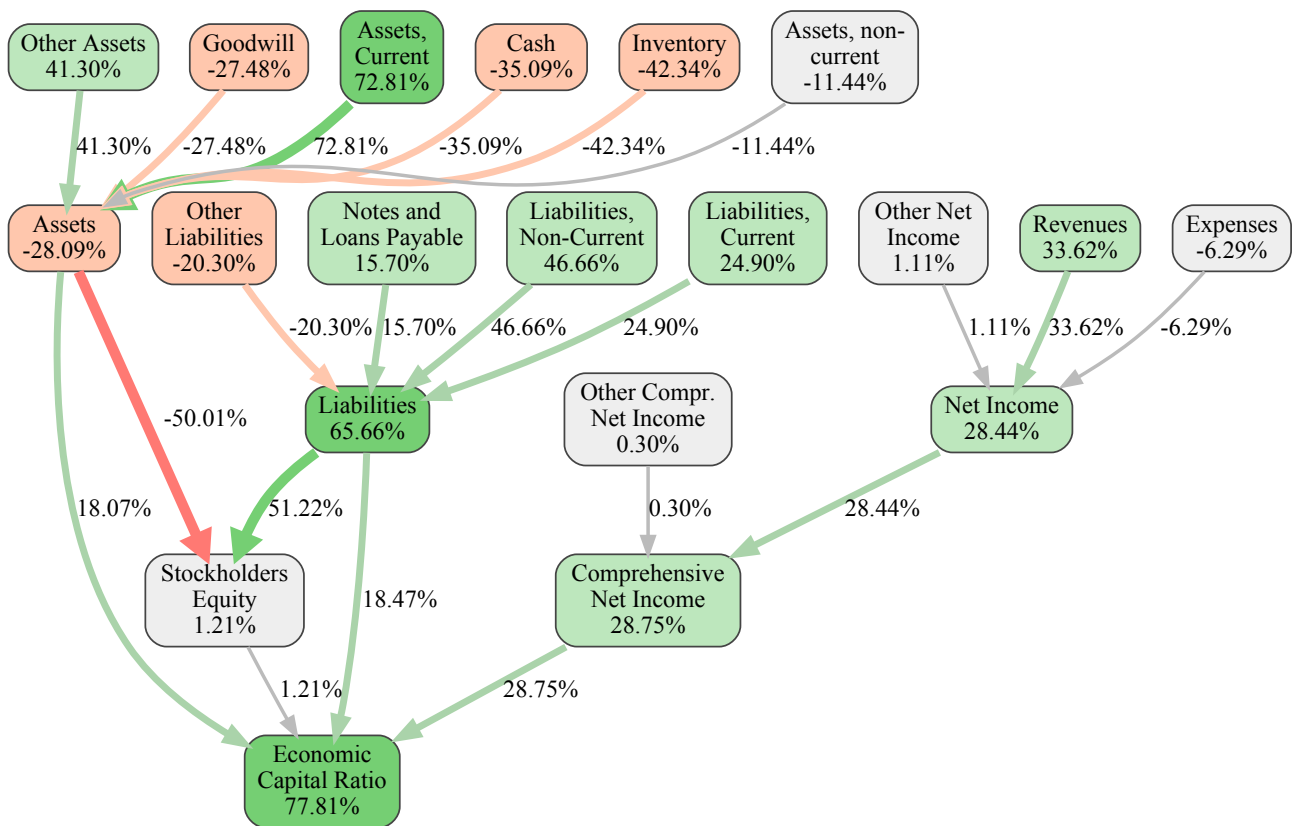 Other Assets
41.30%
Goodwill
-27.48%
Assets,
Current
72.81%
Cash
-35.09%
Inventory
-42.34%
Assets, non-
current
-11.44%
41.30%
-27.48%
72.81%
-35.09%
-42.34%
-11.44%
Assets
-28.09%
Other
Liabilities
-20.30%
Notes and
Loans Payable
15.70%
Liabilities,
Non-Current
46.66%
Liabilities,
Current
24.90%
Other Net
Income
1.11%
Revenues
33.62%
Expenses
-6.29%
-20.30%
15.70%
46.66%
24.90%
1.11%
33.62%
-6.29%
-50.01%
Liabilities
65.66%
Other Compr.
Net Income
0.30%
Net Income
28.44%
18.07%
51.22%
0.30%
28.44%
Stockholders
Equity
1.21%
18.47%
Comprehensive
Net Income
28.75%
1.21%
28.75%
Economic
Capital Ratio
77.81%